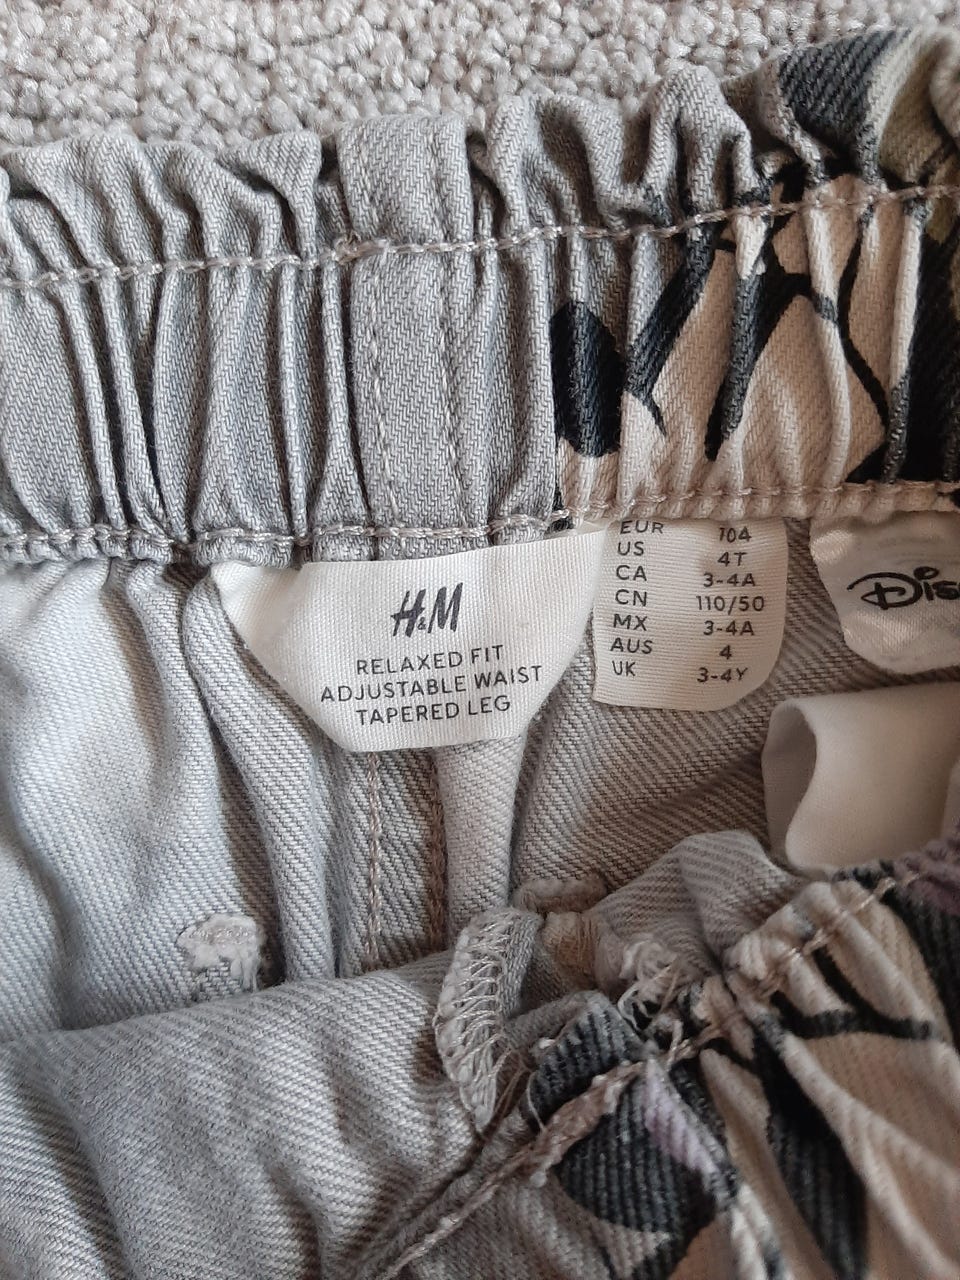 H&M
RELAXED FIT
ADJUSTABLE WAIST
TAPERED LEG
EUR 104
US 4T
CA 3-4A
CN 110/50
MX 3-4A
AUS 4
UK 3-4Y
Dis